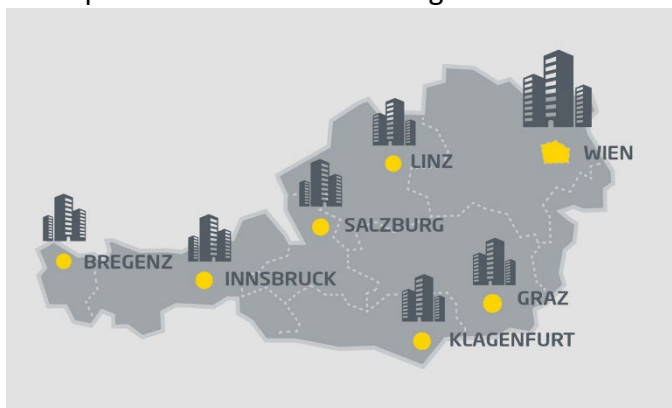 WIEN
LINZ
SALZBURG
BREGENZ
INNSBRUCK
GRAZ
KLAGENFURT